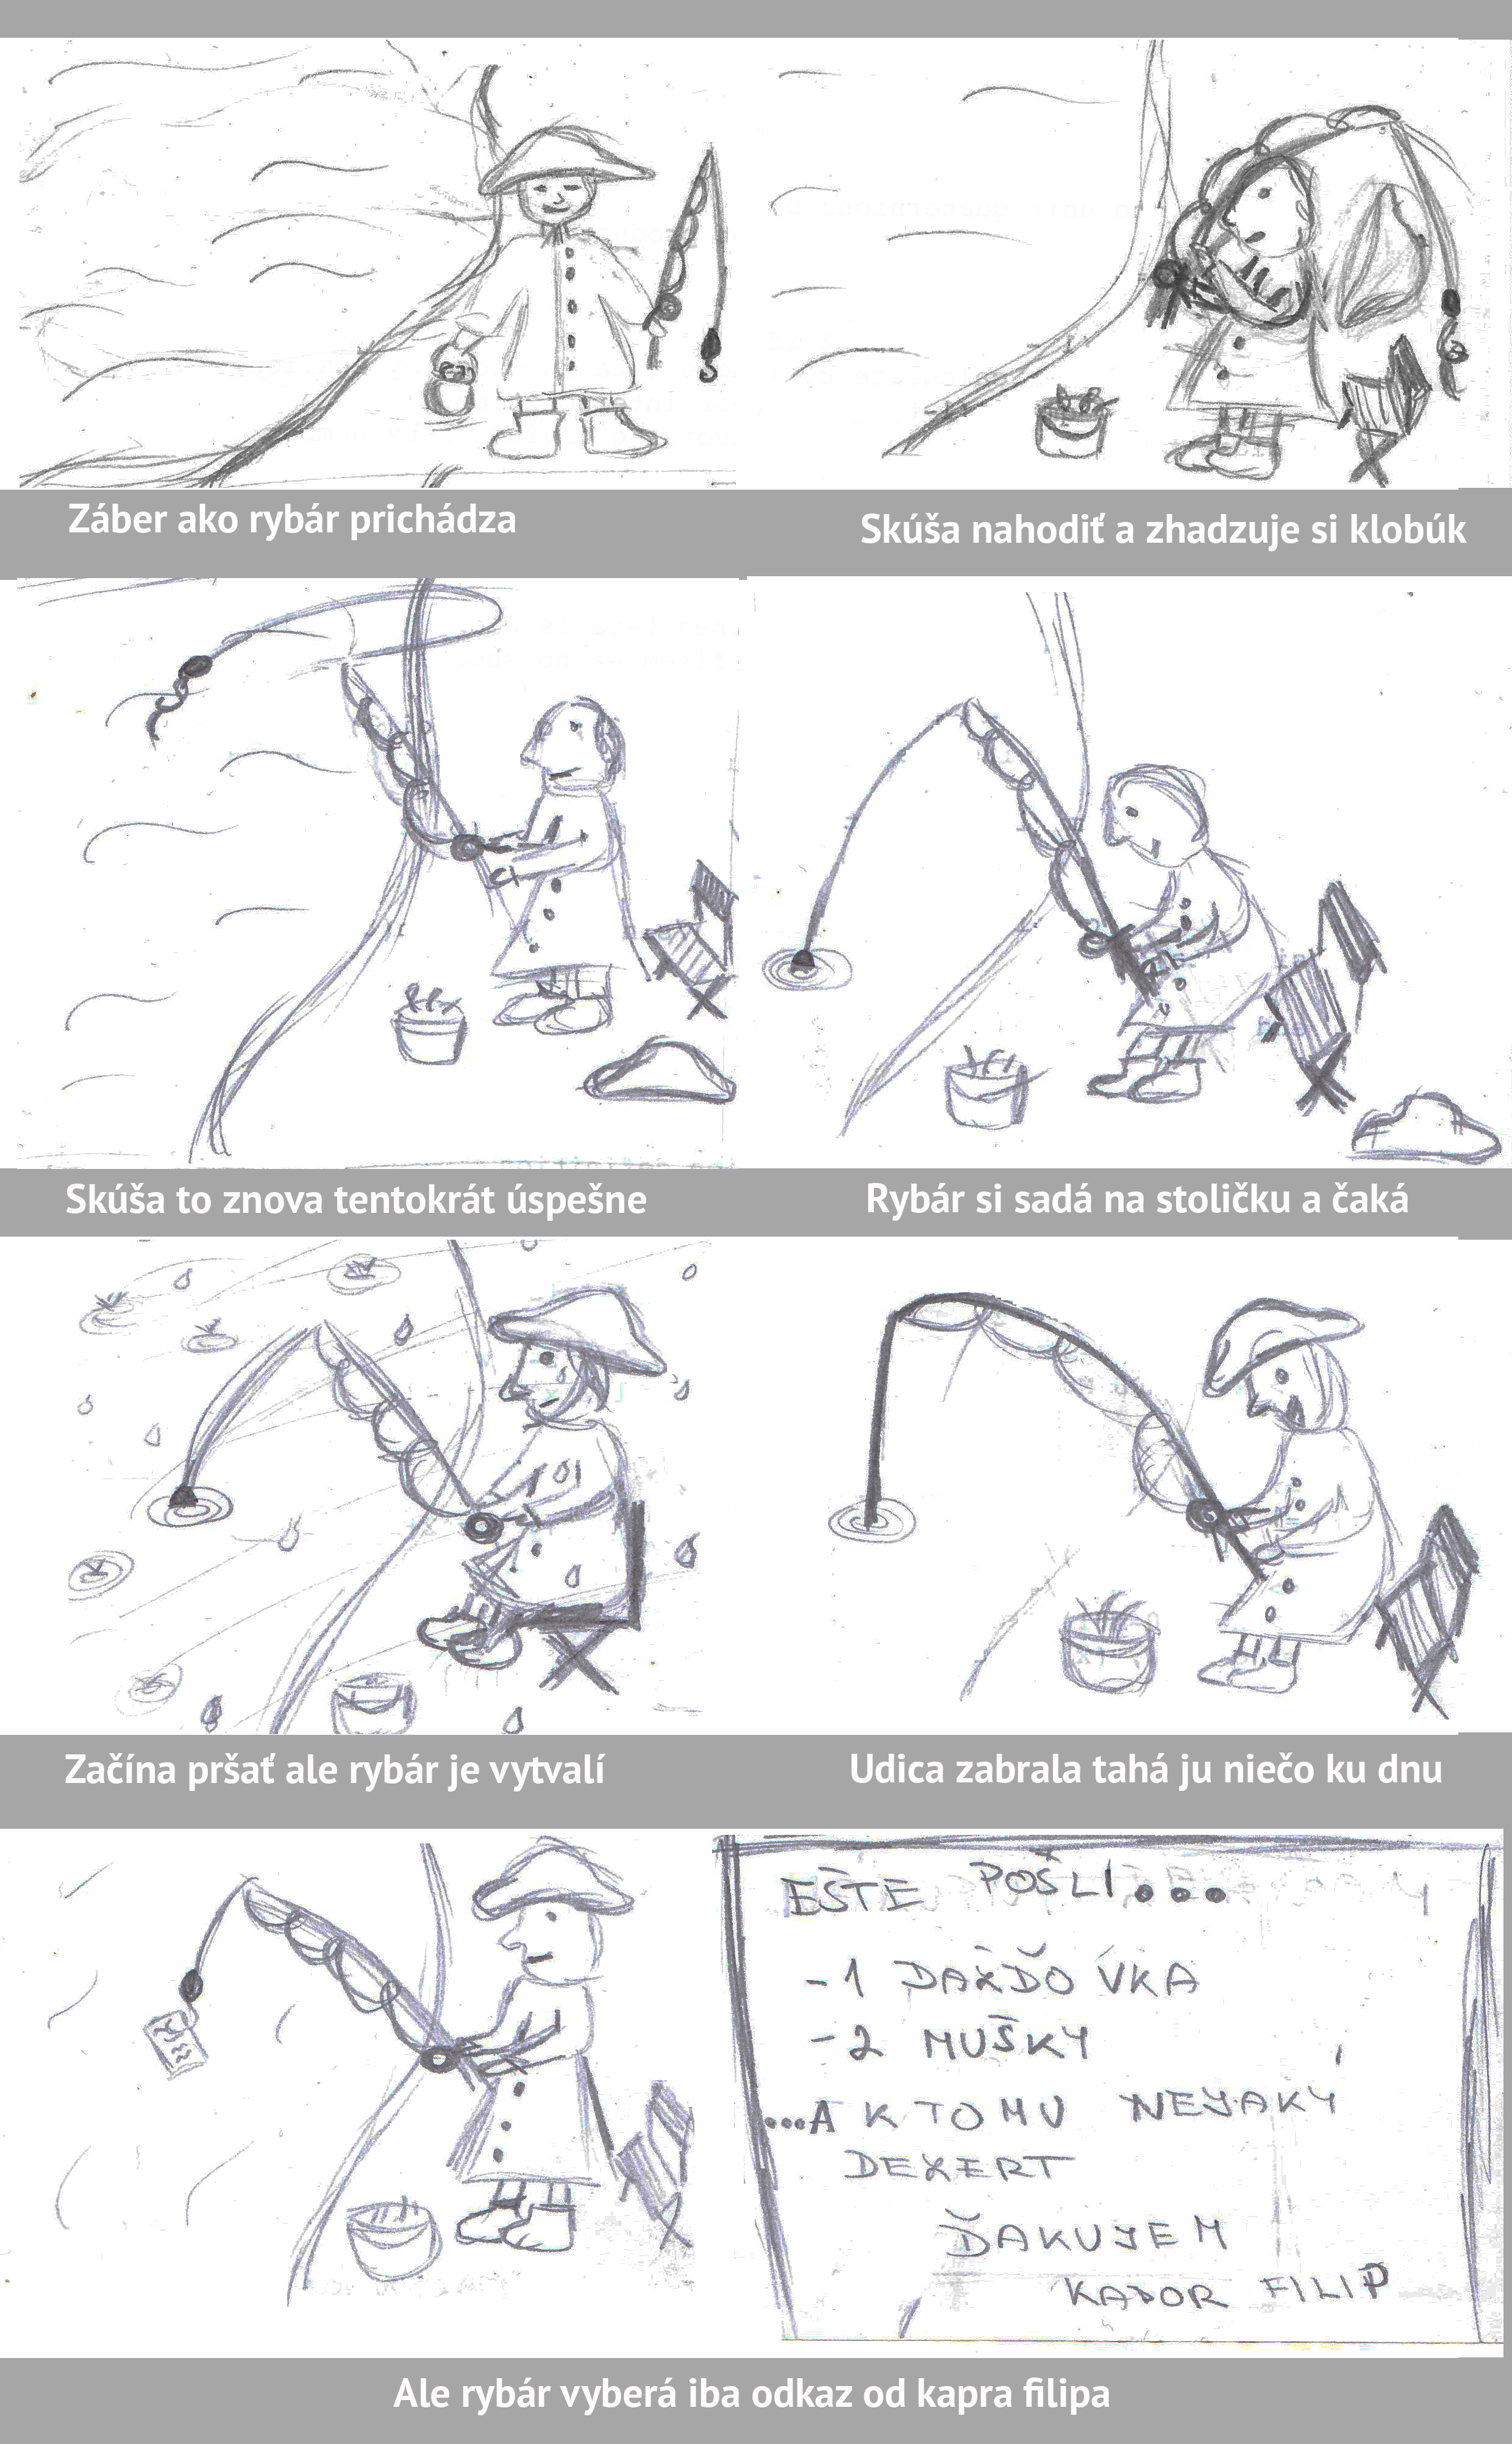 Záber ako rybár prichádza
Skúša nahodiť a zhadzuje si klobúk
Skúša to znova tentokrát úspešne
Rybár si sadá na stoličku a čaká
Začína pršať ale rybár je vytvalí
Udica zabrala tahá ju niečo ku dnu
EŠTE POŠLI...
-1 DAŽĎOVKA
-2 MUŠKY
...A K TOMU NEJAKÝ
DEZERT
ĎAKUJEM
KAPOR FILIP
Ale rybár vyberá iba odkaz od kapra filipa